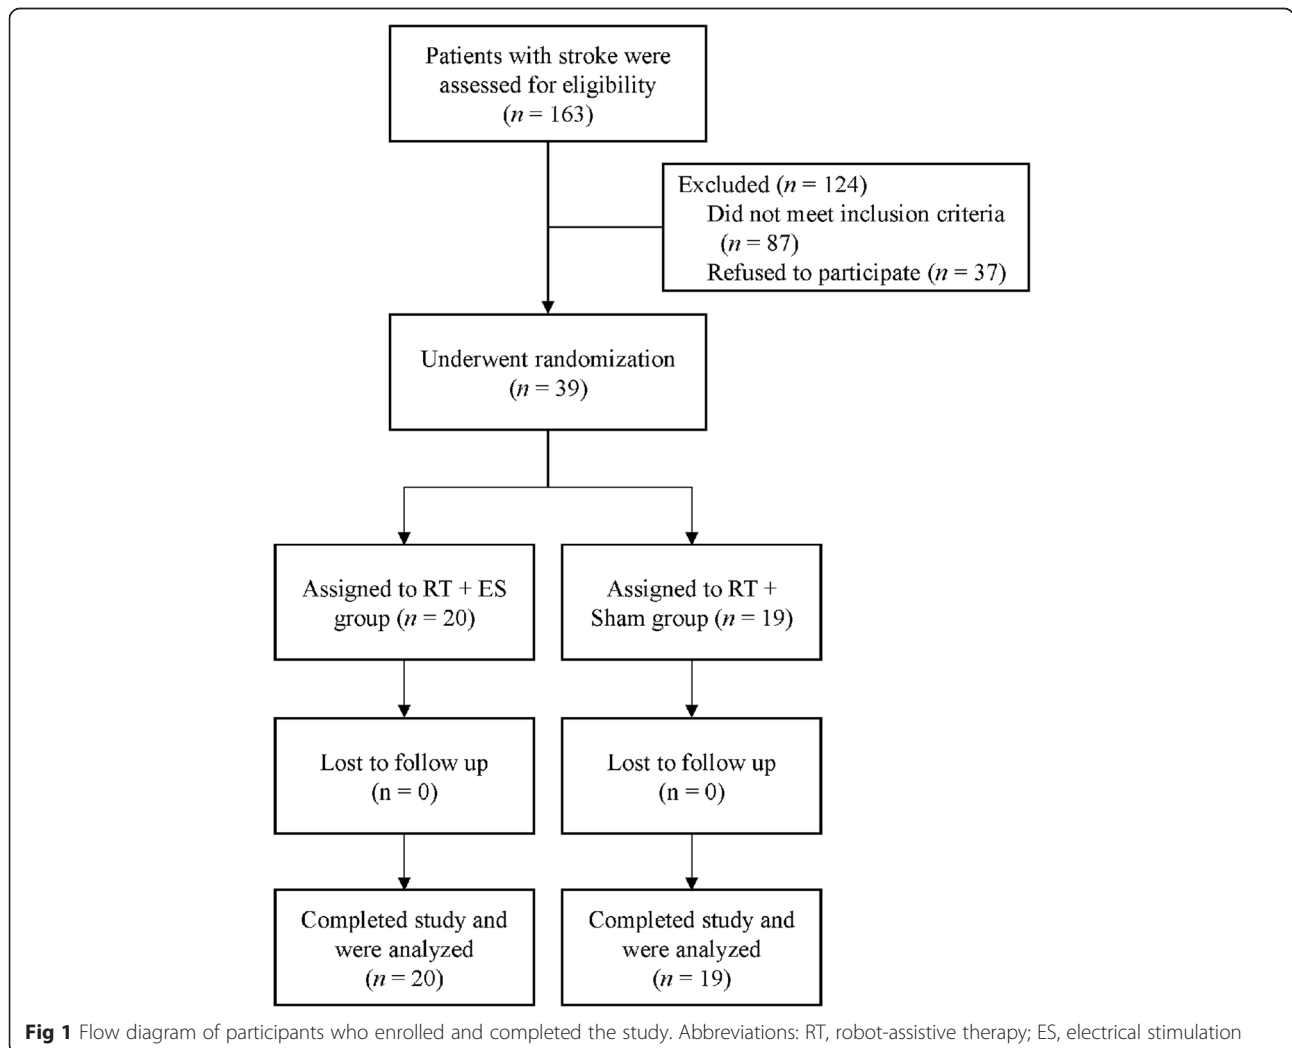 Patients with stroke were
assessed for eligibility
(n = 163)
Excluded (n = 124)
Did not meet inclusion criteria
(n = 87)
Refused to participate (n = 37)
Underwent randomization
(n = 39)
Assigned to RT + ES
group (n = 20)
Assigned to RT +
Sham group (n = 19)
Lost to follow up
(n = 0)
Lost to follow up
(n = 0)
Completed study and
were analyzed
(n = 20)
Completed study and
were analyzed
(n = 19)
Fig 1 Flow diagram of participants who enrolled and completed the study. Abbreviations: RT, robot-assistive therapy; ES, electrical stimulation